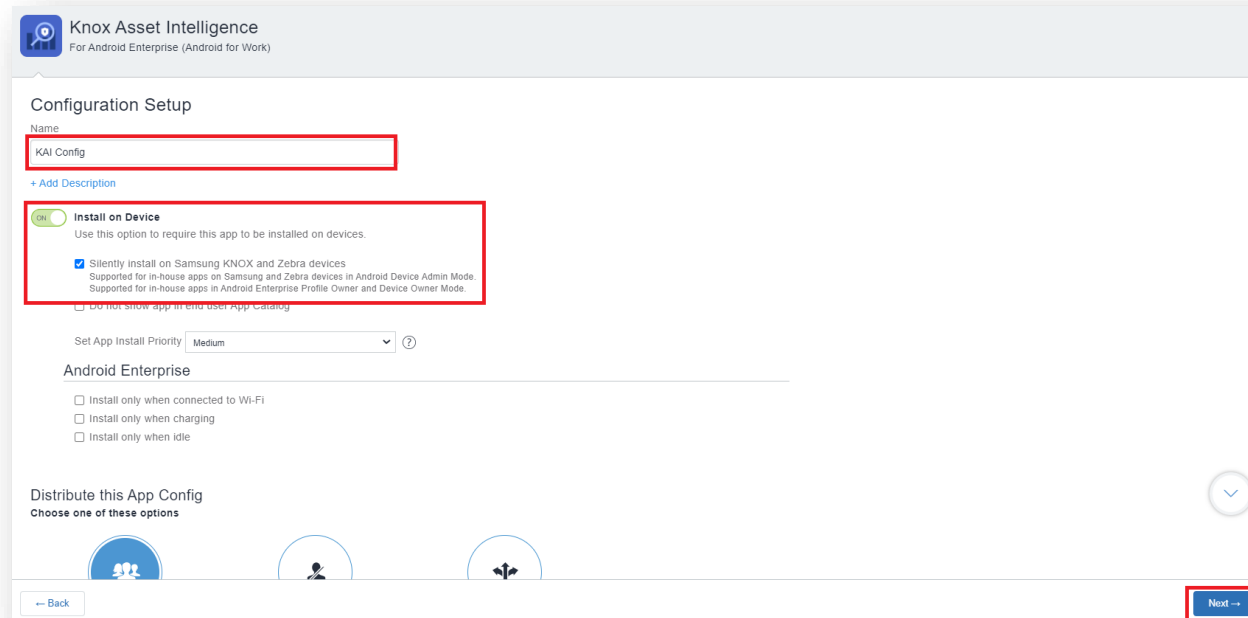 Knox Asset Intelligence
For Android Enterprise (Android for Work)
Configuration Setup
Name
KAI Config
+ Add Description
ON
Install on Device
Use this option to require this app to be installed on devices.
Silently install on Samsung KNOX and Zebra devices
Supported for in-house apps on Samsung and Zebra devices in Android Device Admin Mode.
Supported for in-house apps in Android Enterprise Profile Owner and Device Owner Mode.
Do not show app in end user App Catalog
Set App Install Priority Medium ?
Android Enterprise
Install only when connected to Wi-Fi
Install only when charging
Install only when idle
Distribute this App Config
Choose one of these options
← Back
Next →